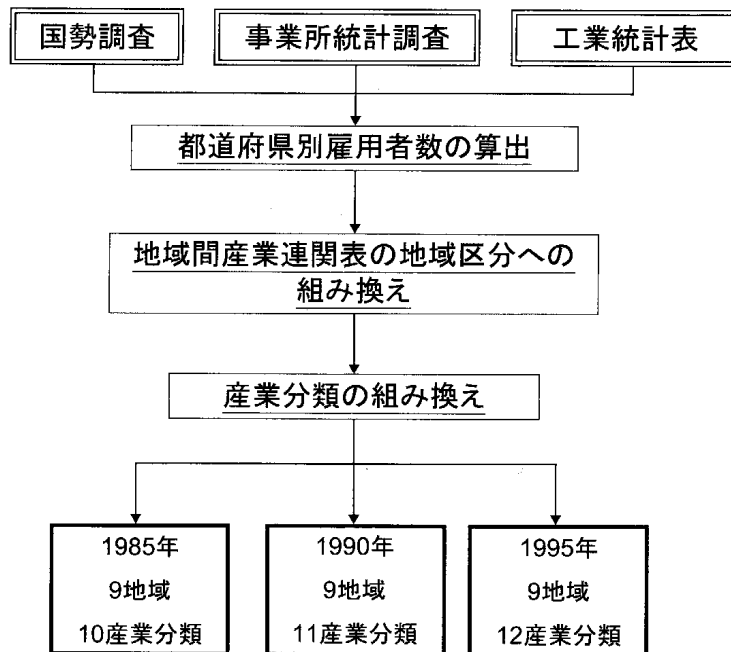 国勢調査
事業所統計調査
工業統計表
都道府県別雇用者数の算出
地域間産業連関表の地域区分への
組み換え
産業分類の組み換え
1985年
9地域
10産業分類
1990年
9地域
11産業分類
1995年
9地域
12産業分類